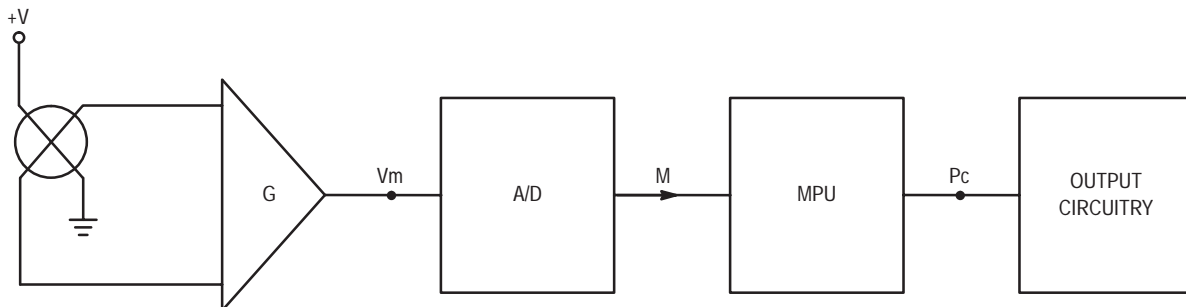 +V
G
Vm
A/D
M
MPU
Pc
OUTPUT
CIRCUITRY